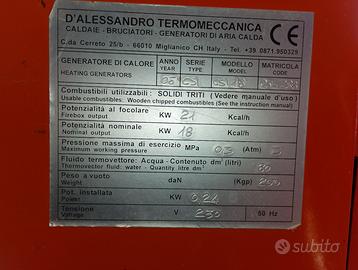 D'ALESSANDRO TERMOMECCANICA
CALDAIE - BRUCIATORI - GENERATORI DI ARIA CALDA
C.da Cerreto 25/b - 66010 Miglianico CH Italy - Tel. +39 0871.950329
GENERATORE DI CALORE
HEATING GENERATORS
ANNO YEAR
SERIE TYPE
MODELLO MODEL
MATRICOLA CODE
CE
Combustibili utilizzabili: SOLIDI TRITI (Vedere manuale d'uso)
Usable combustibles: Wooden chipped combustibles (See the instruction manual)
Potenzialità al focolare
Firebox output KW 21 Kcal/h
Potenzialità nominale
Nominal output KW 18 Kcal/h
Pressione massima di esercizio
Maximum working pressure MPa 0,3 (Atm)
Fluido termovettore: Acqua - Contenuto dm³ (litri)
Thermovector fluid: water - Quantity litre dm³ 80
Peso a vuoto
Weight daN (Kgp)
Pot. installata
Power KW 0,24
Tensione
Voltage V 230 50 Hz
subito